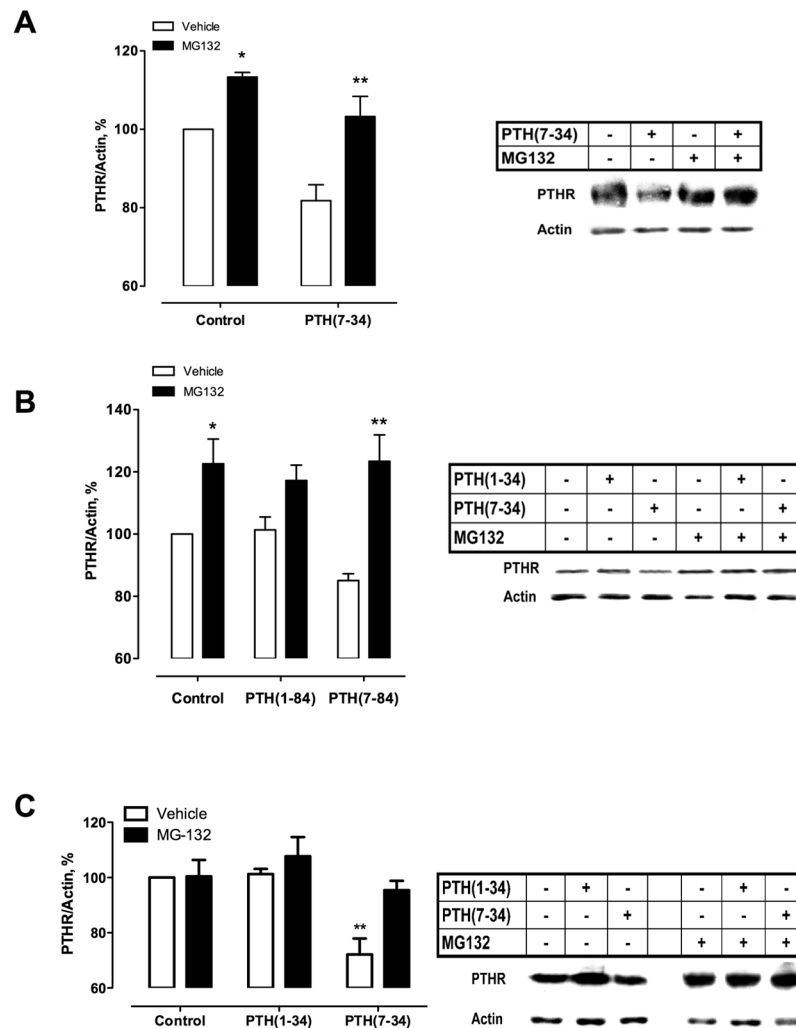 A
Vehicle
MG132
PTHR/Actin, %
120
100
80
60
*
**
Control PTH(7-34)
PTH(7-34) - + - +
MG132 - - + +
PTHR
Actin
B
Vehicle
MG132
PTHR/Actin, %
140
120
100
80
60
*
**
Control PTH(1-84) PTH(7-84)
PTH(1-34) - + - - + -
PTH(7-34) - - + - - +
MG132 - - - + + +
PTHR
Actin
C
Vehicle
MG-132
PTHR/Actin, %
120
100
80
60
**
Control PTH(1-34) PTH(7-34)
PTH(1-34) - + - - + -
PTH(7-34) - - + - - +
MG132 - - - + + +
PTHR
Actin